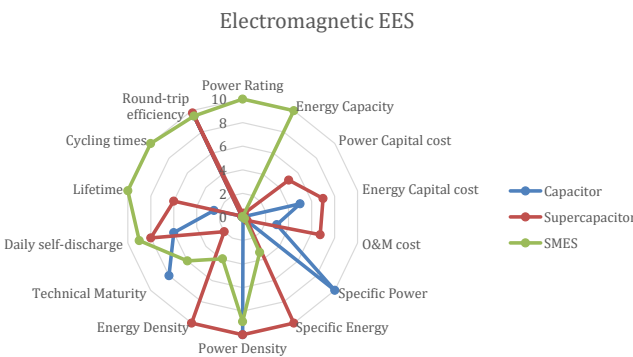 Electromagnetic EES
Power Rating
Energy Capacity
Power Capital cost
Energy Capital cost
O&M cost
Specific Power
Specific Energy
Power Density
Energy Density
Technical Maturity
Daily self-discharge
Lifetime
Cycling times
Round-trip
efficiency
10
8
6
4
2
0
Capacitor
Supercapacitor
SMES